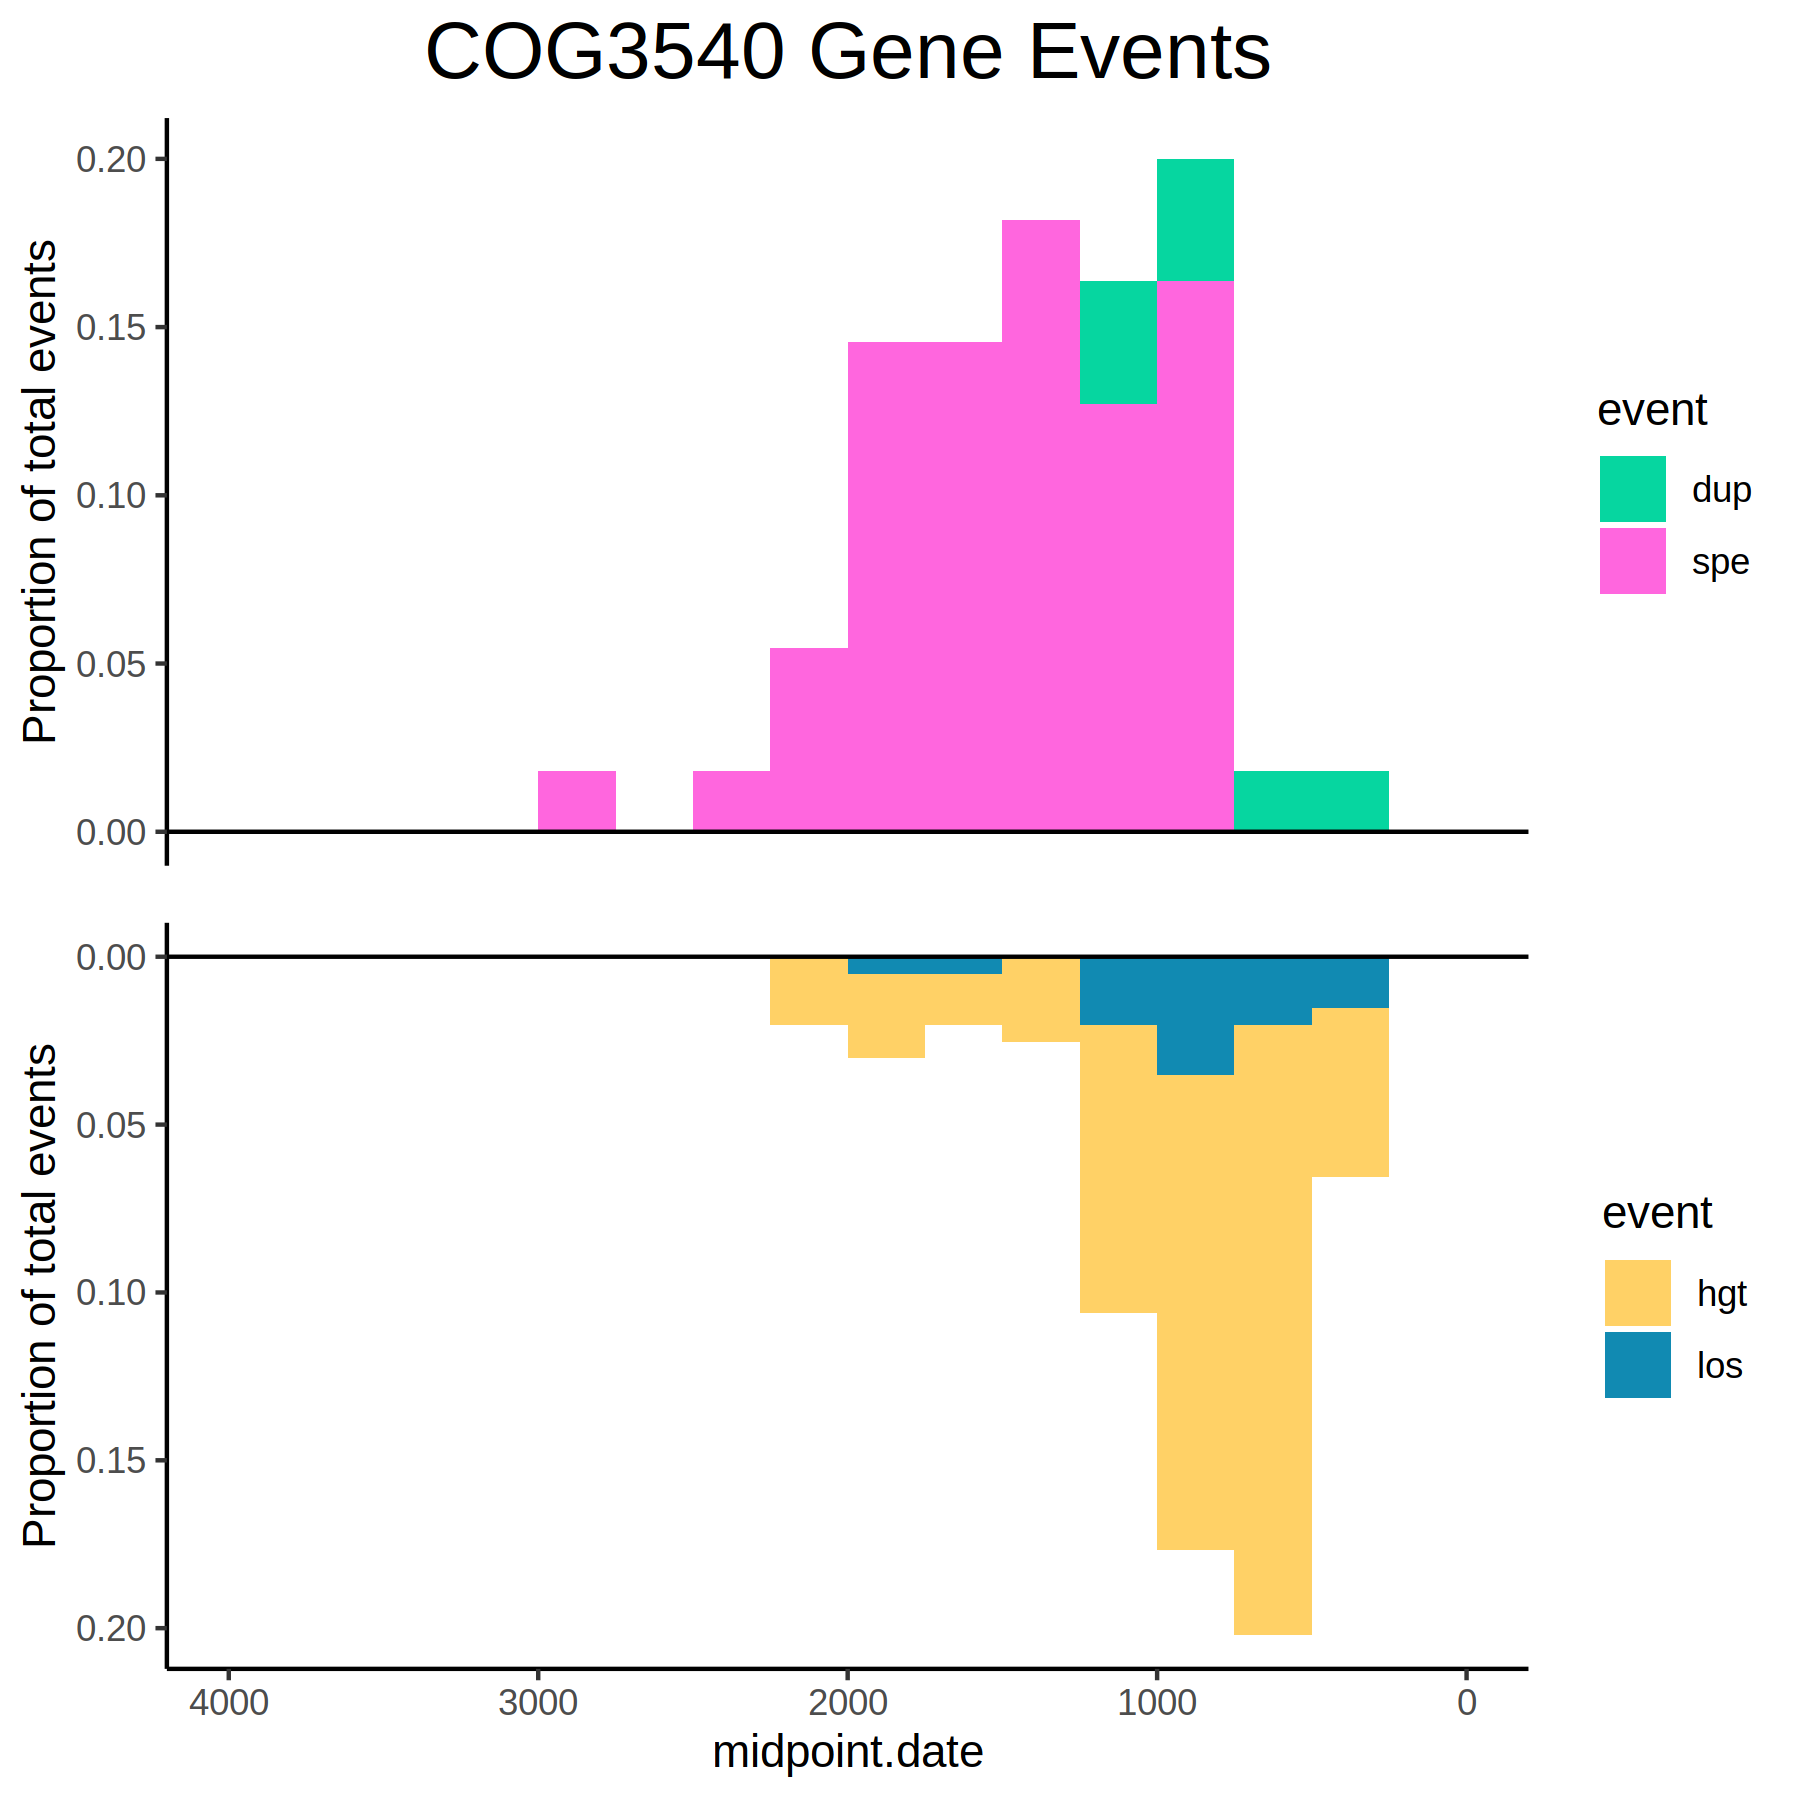 COG3540 Gene Events
Proportion of total events
0.20
0.15
0.10
0.05
0.00
event
dup
spe
Proportion of total events
0.00
0.05
0.10
0.15
0.20
event
hgt
los
4000 3000 2000 1000 0
midpoint.date